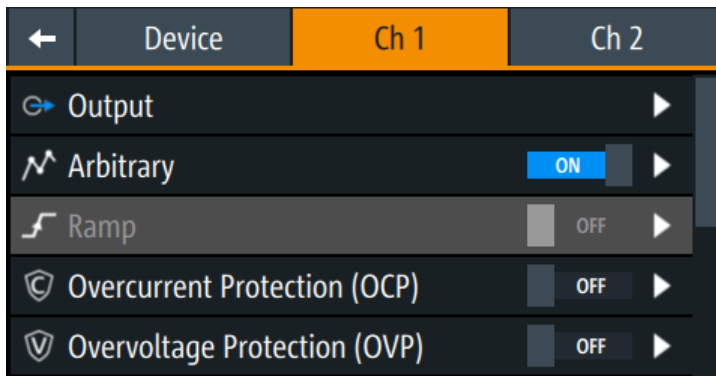 Device Ch 1 Ch 2
Output
Arbitrary ON
Ramp OFF
Overcurrent Protection (OCP) OFF
Overvoltage Protection (OVP) OFF